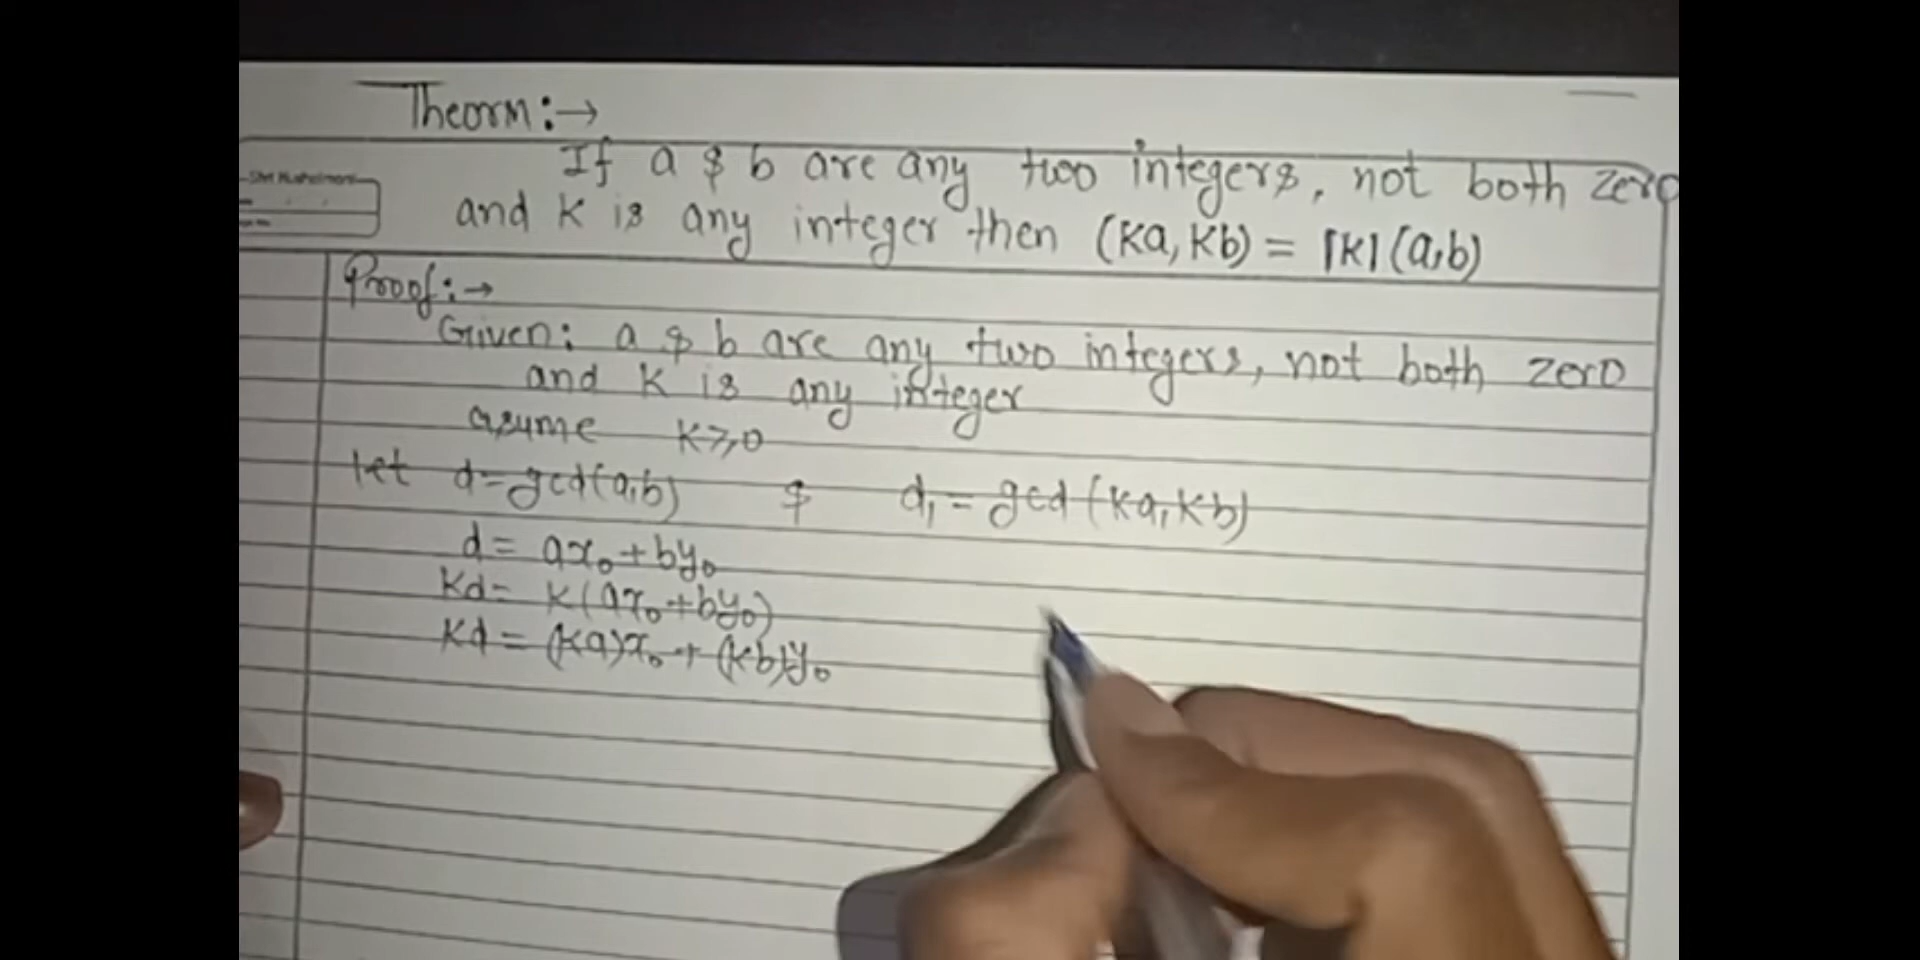 Theorm:→
If a & b are any two integers, not both zero
and K is any integer then (Ka, Kb) = |K| (a,b)
Proof:→
Given: a & b are any two integers, not both zero
and K is any integer
asume K≥0
let d=gcd(a,b) & d₁ = gcd(Ka, Kb)
d = ax₀+by₀
Kd= K(ax₀+by₀)
Kd = (Ka)x₀ + (Kb)y₀